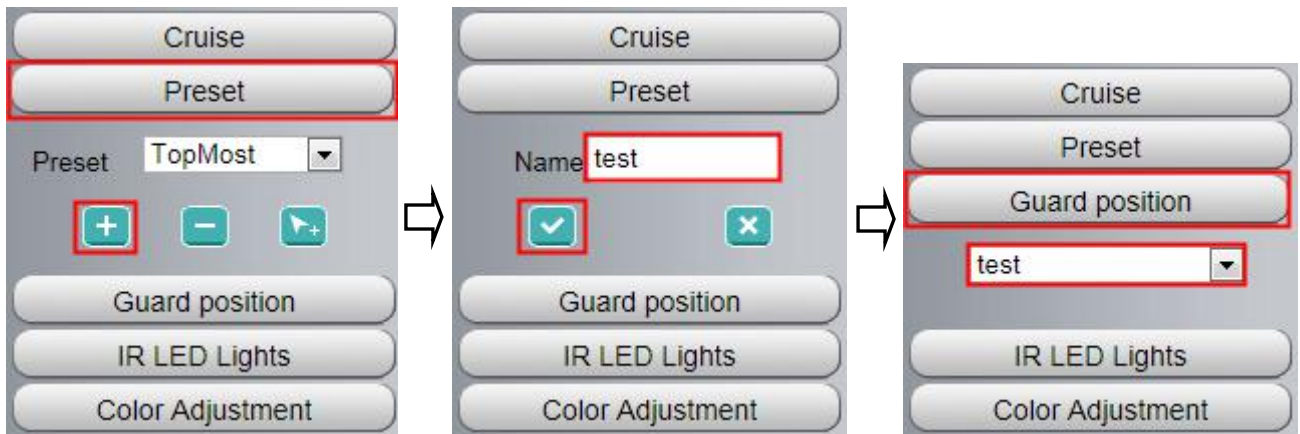 Cruise
Preset
Preset TopMost
Guard position
IR LED Lights
Color Adjustment
Cruise
Preset
Name test
Guard position
IR LED Lights
Color Adjustment
Cruise
Preset
Guard position
test
IR LED Lights
Color Adjustment